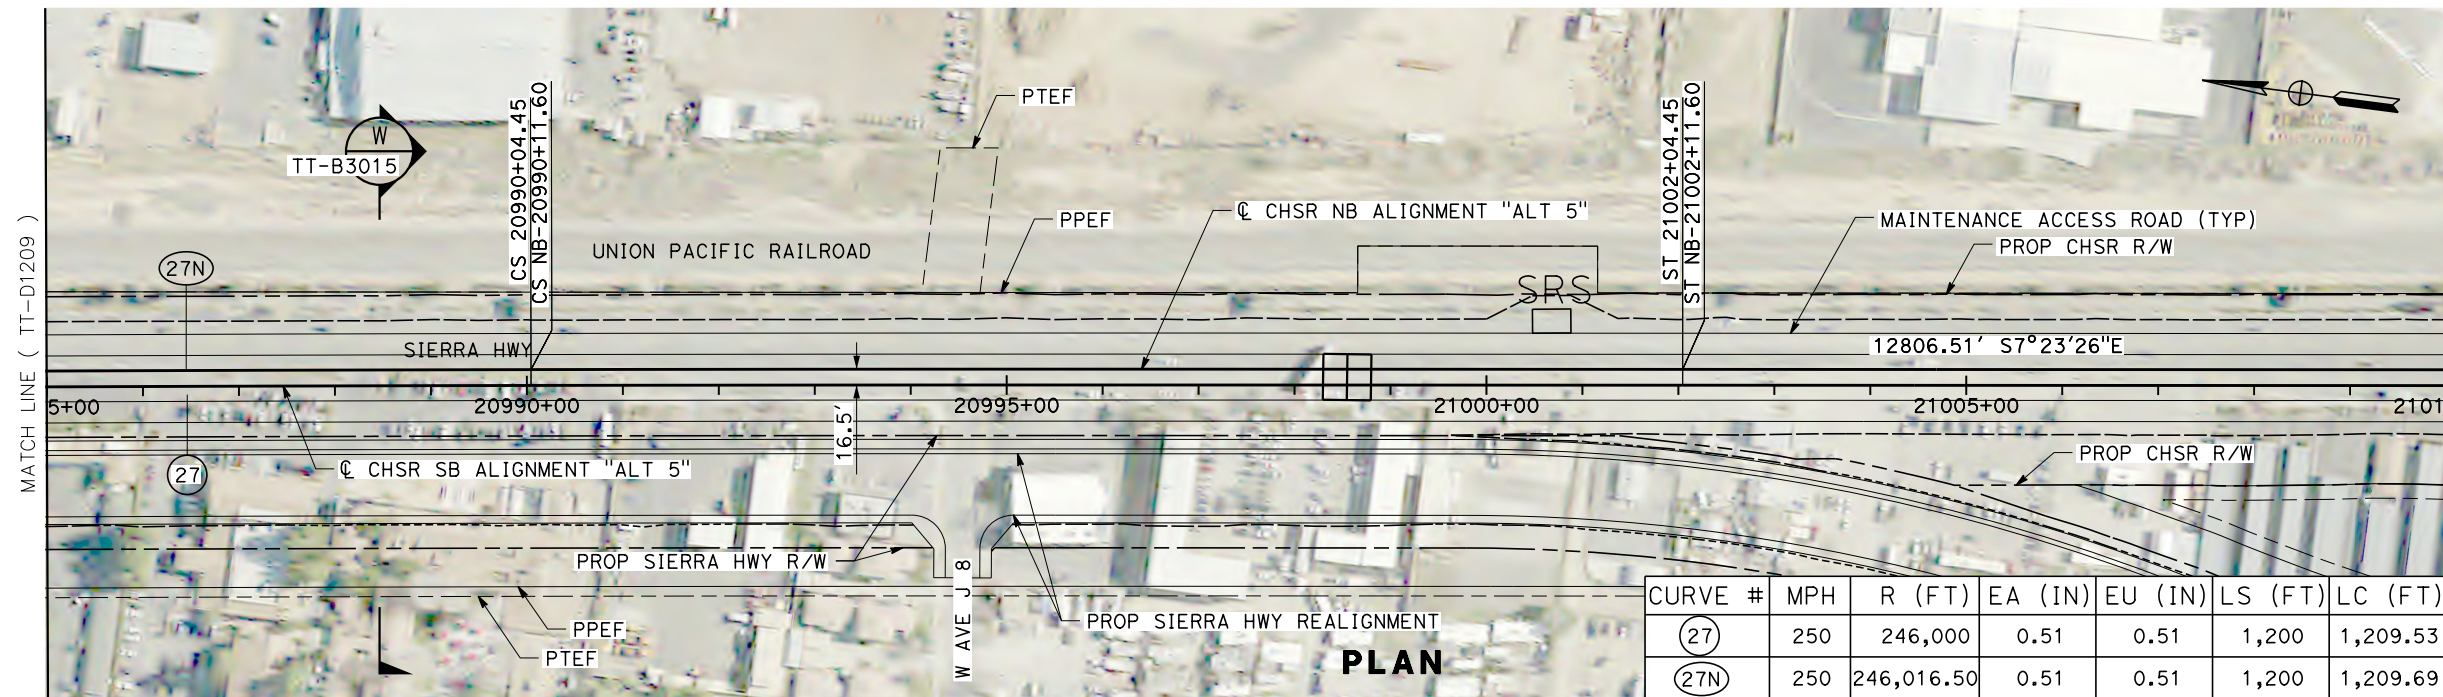 MATCH LINE ( TT-D1209 )
W
TT-B3015
27N
CS 20990+04.45
CS NB-20990+11.60
PTEF
PPEF
UNION PACIFIC RAILROAD
℄ CHSR NB ALIGNMENT "ALT 5"
SRS
ST 21002+04.45
ST NB-21002+11.60
MAINTENANCE ACCESS ROAD (TYP)
PROP CHSR R/W
SIERRA HWY
12806.51' S7°23'26"E
5+00
20990+00
20995+00
21000+00
21005+00
2101
16.5'
27
℄ CHSR SB ALIGNMENT "ALT 5"
PROP CHSR R/W
PROP SIERRA HWY R/W
W AVE J 8
PROP SIERRA HWY REALIGNMENT
PPEF
PTEF
PLAN
CURVE # MPH R (FT) EA (IN) EU (IN) LS (FT) LC (FT)
27 250 246,000 0.51 0.51 1,200 1,209.53
27N 250 246,016.50 0.51 0.51 1,200 1,209.69